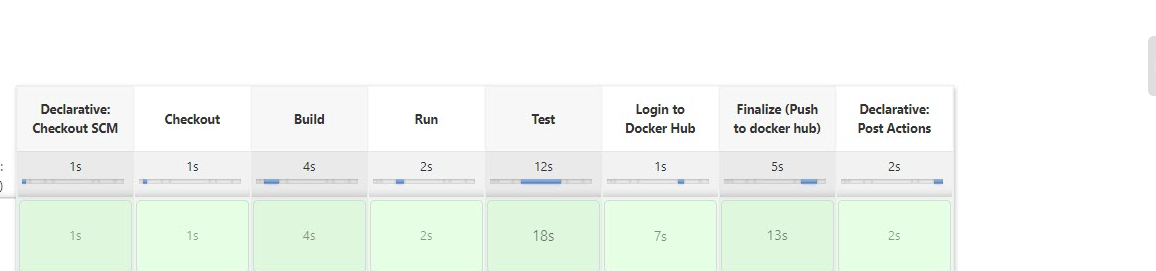 Declarative: Checkout SCM
Checkout
Build
Run
Test
Login to Docker Hub
Finalize (Push to docker hub)
Declarative: Post Actions
:
)
1s
1s
4s
2s
12s
1s
5s
2s
1s
1s
4s
2s
18s
7s
13s
2s